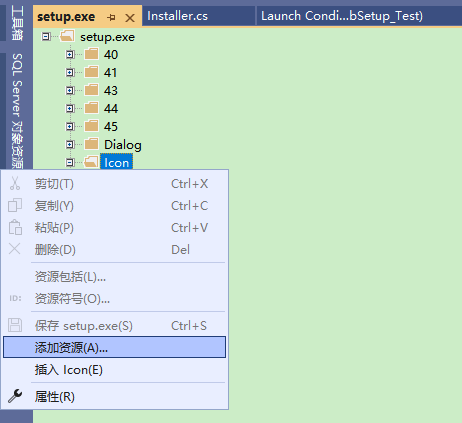 setup.exe
Installer.cs
Launch Condi...bSetup_Test)
工具箱
SQL Server 对象资源
setup.exe
40
41
43
44
45
Dialog
Icon
剪切(T) Ctrl+X
复制(Y) Ctrl+C
粘贴(P) Ctrl+V
删除(D) Del
资源包括(L)...
ID: 资源符号(O)...
保存 setup.exe(S) Ctrl+S
添加资源(A)...
插入 Icon(E)
属性(R)